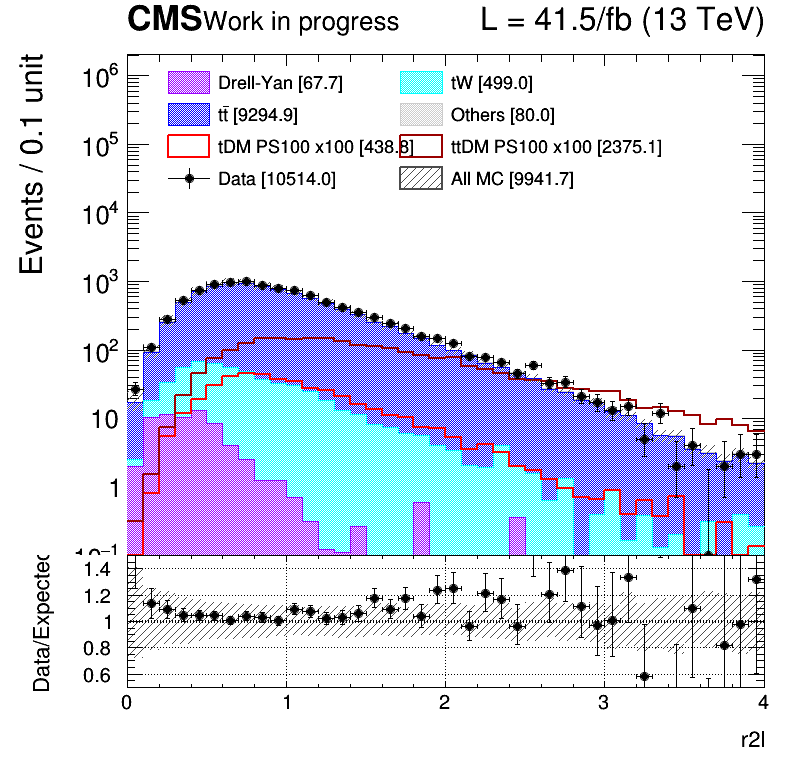 CMS Work in progress L = 41.5/fb (13 TeV)
Events / 0.1 unit
10⁶
10⁵
10⁴
10³
10²
10
1
10⁻¹
Drell-Yan [67.7] tW [499.0]
tt̄ [9294.9] Others [80.0]
tDM PS100 x100 [438.8] ttDM PS100 x100 [2375.1]
Data [10514.0] All MC [9941.7]
Data/Expected
1.4
1.2
1
0.8
0.6
0 1 2 3 4
r2l